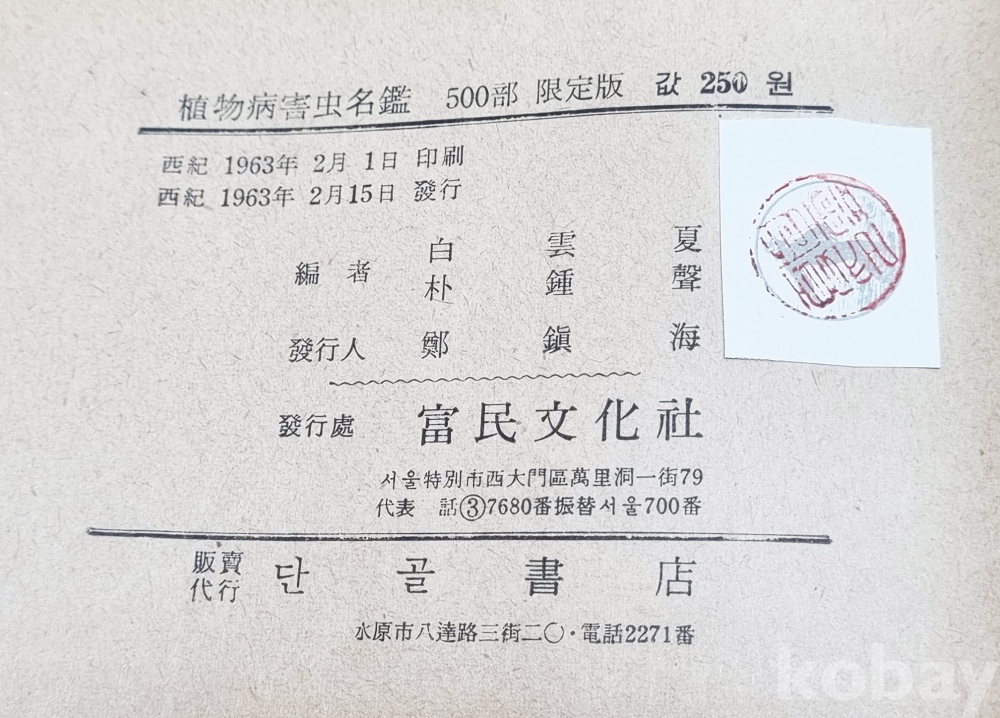 植物病害虫名鑑 500部 限定版 값 250 원
西紀 1963年 2月 1日 印刷
西紀 1963年 2月15日 發行
編者 白雲夏
朴鍾聲
發行人 鄭鎭海
發行處 富民文化社
서울特別市西大門區萬里洞一街79
代表 話③7680番振替서울700番
販賣代行 단골書店
水原市八達路三街二〇·電話2271番
kobay